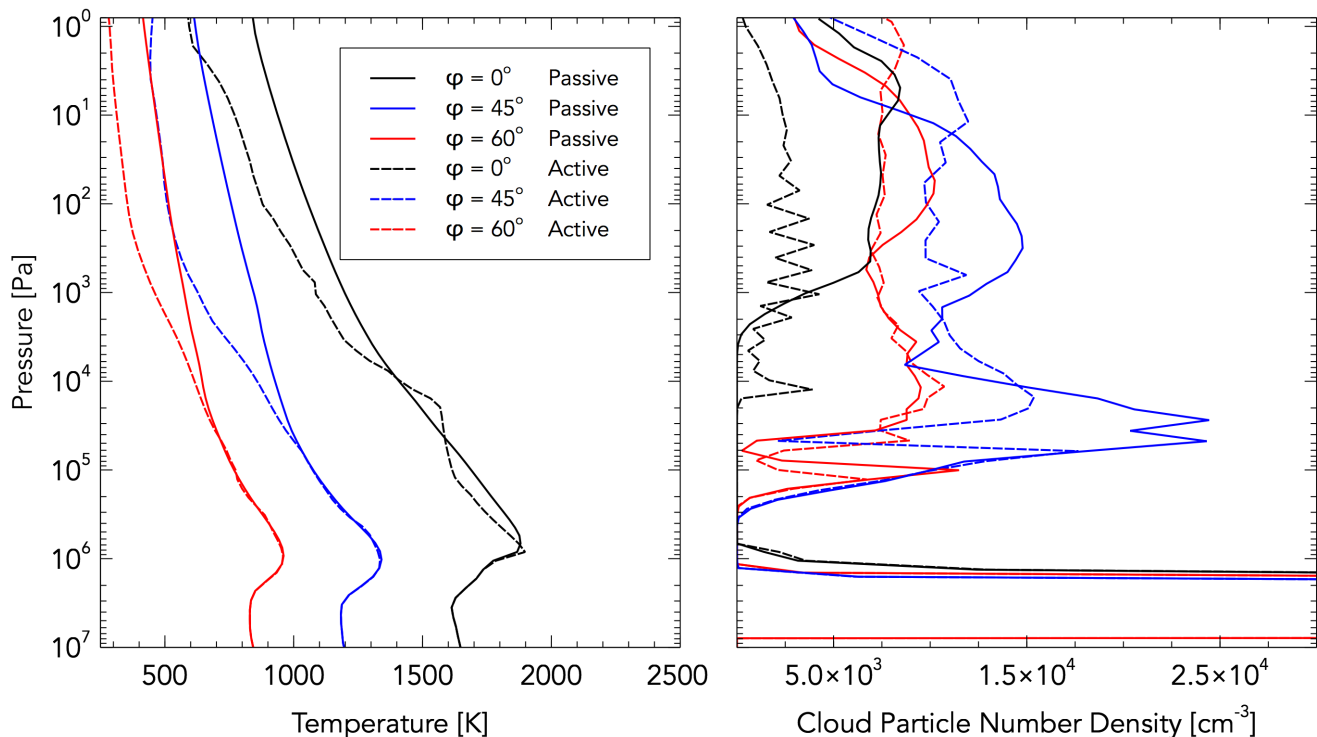 10⁰
10¹
10²
10³
10⁴
10⁵
10⁶
10⁷
Pressure [Pa]
φ = 0° Passive
φ = 45° Passive
φ = 60° Passive
φ = 0° Active
φ = 45° Active
φ = 60° Active
500 1000 1500 2000 2500
Temperature [K]
5.0×10³ 1.5×10⁴ 2.5×10⁴
Cloud Particle Number Density [cm⁻³]